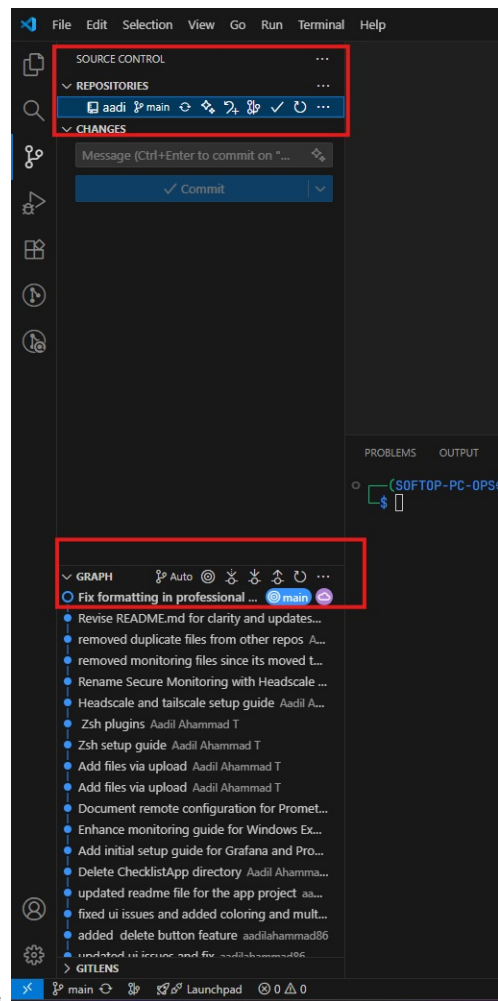 File Edit Selection View Go Run Terminal Help
SOURCE CONTROL
REPOSITORIES
aadi main
CHANGES
Message (Ctrl+Enter to commit on "...
Commit
PROBLEMS OUTPUT
(SOFTOP-PC-OPS
$
GRAPH Auto
Fix formatting in professional ... main
Revise README.md for clarity and updates...
removed duplicate files from other repos A...
removed monitoring files since its moved t...
Rename Secure Monitoring with Headscale ...
Headscale and tailscale setup guide Aadil A...
Zsh plugins Aadil Ahammad T
Zsh setup guide Aadil Ahammad T
Add files via upload Aadil Ahammad T
Add files via upload Aadil Ahammad T
Document remote configuration for Promet...
Enhance monitoring guide for Windows Ex...
Add initial setup guide for Grafana and Pro...
Delete ChecklistApp directory Aadil Ahamma...
updated readme file for the app project aa...
fixed ui issues and added coloring and mult...
added delete button feature aadilahammad86
updated ui issues and fix aadilahammad86
GITLENS
main Launchpad 0 0